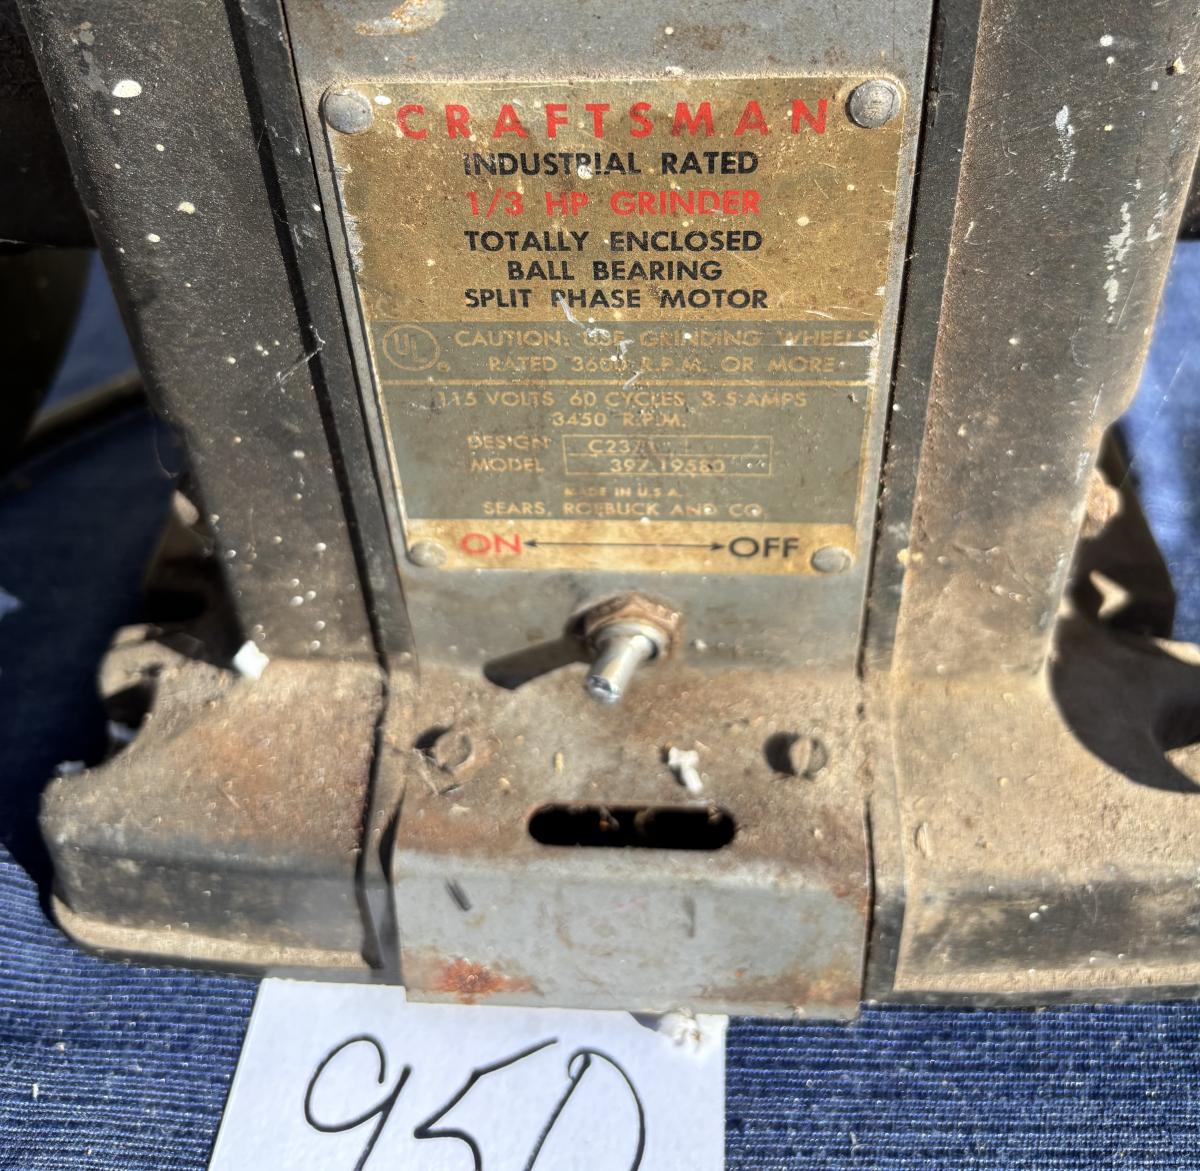 CRAFTSMAN
INDUSTRIAL RATED
1/3 HP GRINDER
TOTALLY ENCLOSED
BALL BEARING
SPLIT PHASE MOTOR
UL ® CAUTION: USE GRINDING WHEELS
RATED 3600 R.P.M. OR MORE
115 VOLTS 60 CYCLES 3.5 AMPS
3450 R.P.M.
DESIGN
MODEL 397.19580
MADE IN U.S.A.
SEARS, ROEBUCK AND CO.
ON OFF
950